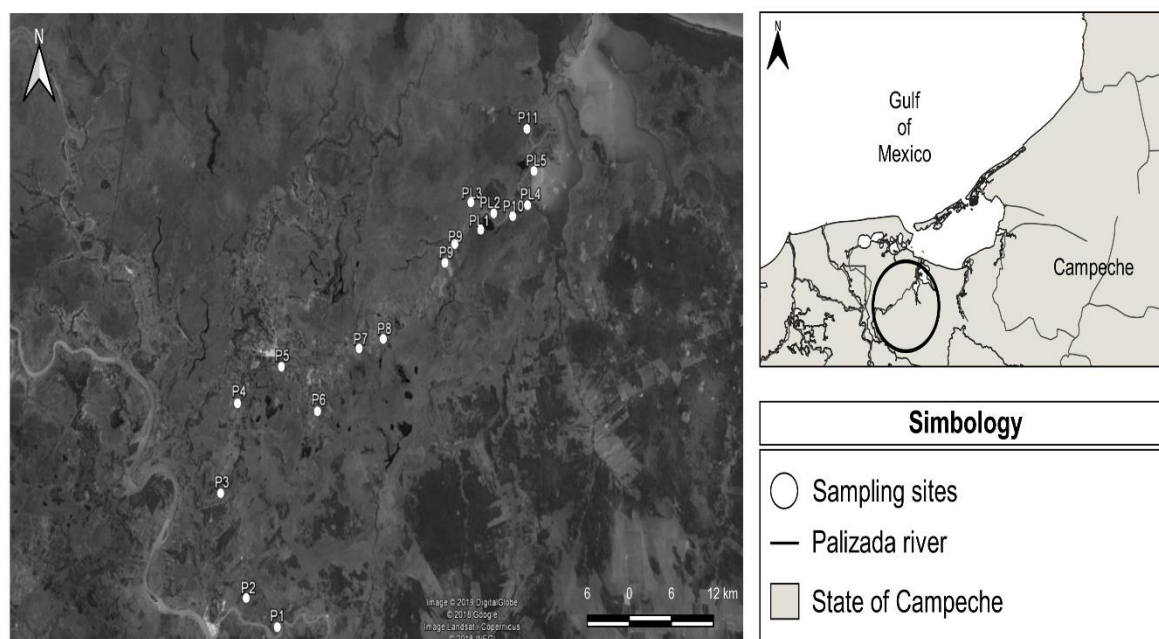 N
P11
PL5
PL3
PL2
PL4
P10
PL1
P9
P9
P8
P7
P5
P4
P6
P3
P2
P1
Image © 2019 DigitalGlobe
© 2018 Google
Image Landsat / Copernicus
© 2018 INEGI
6 0 6 12 km
N
Gulf
of
Mexico
Campeche
Simbology
Sampling sites
Palizada river
State of Campeche